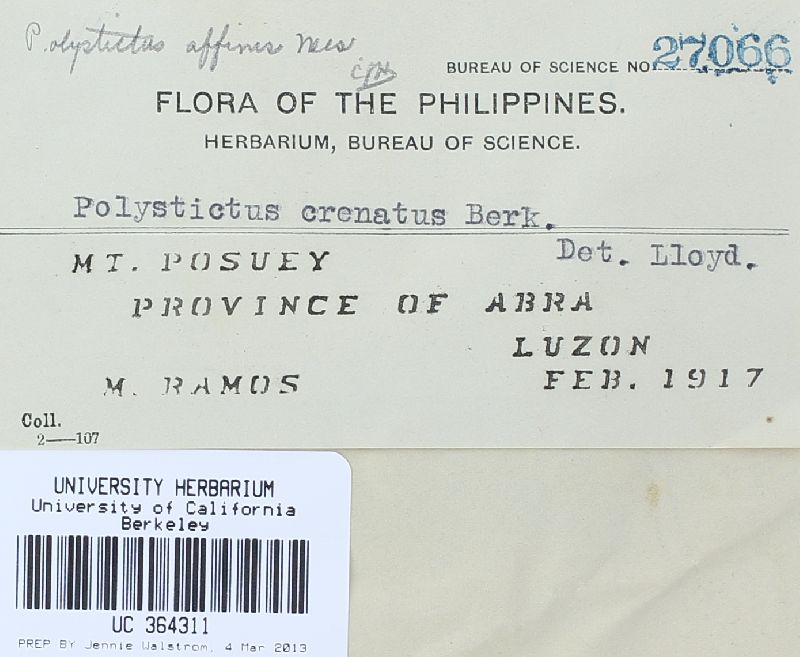 Polystictus affinis Nees
BUREAU OF SCIENCE NO. 27066
FLORA OF THE PHILIPPINES.
HERBARIUM, BUREAU OF SCIENCE.
Polystictus crenatus Berk.
Det. Lloyd.
MT. POSUEY
PROVINCE OF ABRA
LUZON
M. RAMOS FEB. 1917
Coll.
2—107
UNIVERSITY HERBARIUM
University of California
Berkeley
UC 364311
PREP BY Jennie Walstrom, 4 Mar 2013